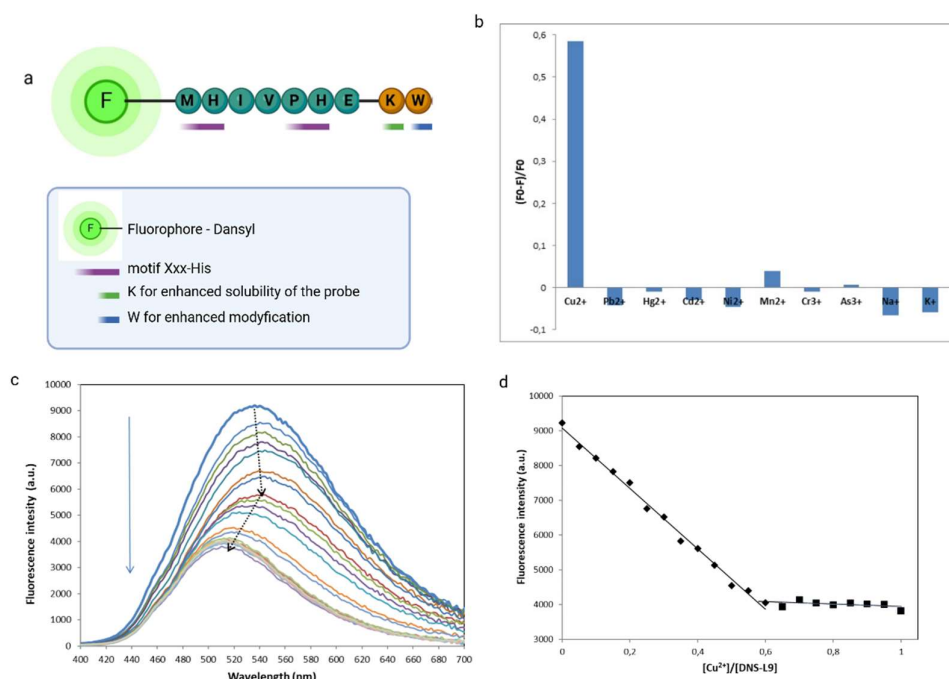 a
F
M H I V P H E K W
F
Fluorophore - Dansyl
motif Xxx-His
K for enhanced solubility of the probe
W for enhanced modyfication
b
0,6
0,5
0,4
0,3
0,2
0,1
0
-0,1
(F0-F)/F0
Cu2+ Pb2+ Hg2+ Cd2+ Ni2+ Mn2+ Cr3+ As3+ Na+ K+
c
10000
9000
8000
7000
6000
5000
4000
3000
2000
1000
0
Fluorescence intesity (a.u.)
400 420 440 460 480 500 520 540 560 580 600 620 640 660 680 700
Wavelength (nm)
d
10000
9000
8000
7000
6000
5000
4000
3000
Fluorescence intensity (a.u.)
0 0,2 0,4 0,6 0,8 1
[Cu²⁺]/[DNS-L9]